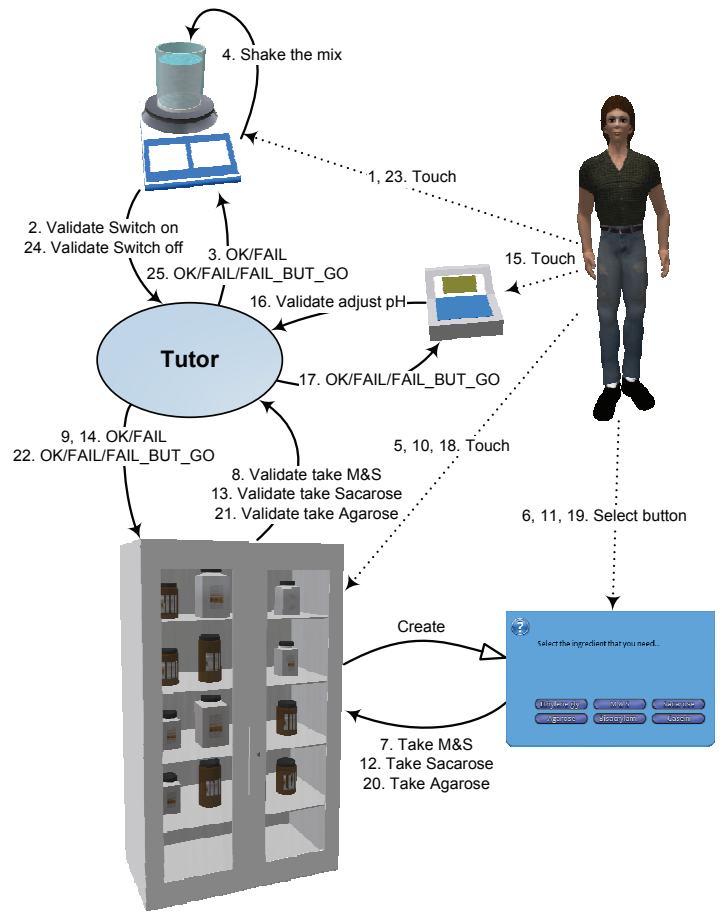 4. Shake the mix
1, 23. Touch
2. Validate Switch on
24. Validate Switch off
3. OK/FAIL
25. OK/FAIL/FAIL_BUT_GO
15. Touch
16. Validate adjust pH
Tutor
17. OK/FAIL/FAIL_BUT_GO
9, 14. OK/FAIL
22. OK/FAIL/FAIL_BUT_GO
5, 10, 18. Touch
8. Validate take M&S
13. Validate take Sacarose
21. Validate take Agarose
6, 11, 19. Select button
Create
?
Select the ingredient that you need...
M&S
Sacarose
Agarose
Bisacrylam
Casein
7. Take M&S
12. Take Sacarose
20. Take Agarose